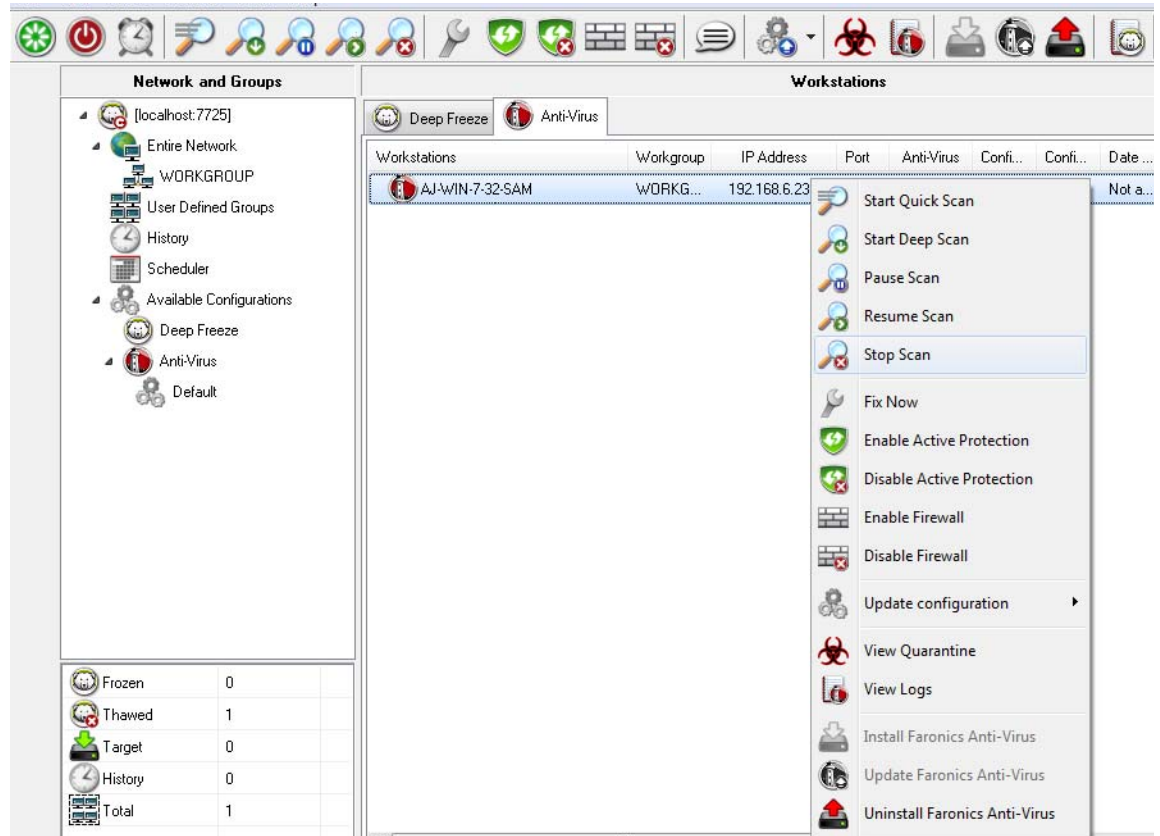 Network and Groups
Workstations
[localhost:7725]
Entire Network
WORKGROUP
User Defined Groups
History
Scheduler
Available Configurations
Deep Freeze
Anti-Virus
Default
Deep Freeze
Anti-Virus
Workstations Workgroup IP Address Port Anti-Virus Confi... Confi... Date ...
AJ-WIN-7-32-SAM WORKG... 192.168.6.23 Not a...
Start Quick Scan
Start Deep Scan
Pause Scan
Resume Scan
Stop Scan
Fix Now
Enable Active Protection
Disable Active Protection
Enable Firewall
Disable Firewall
Update configuration
View Quarantine
View Logs
Install Faronics Anti-Virus
Update Faronics Anti-Virus
Uninstall Faronics Anti-Virus
Frozen 0
Thawed 1
Target 0
History 0
Total 1